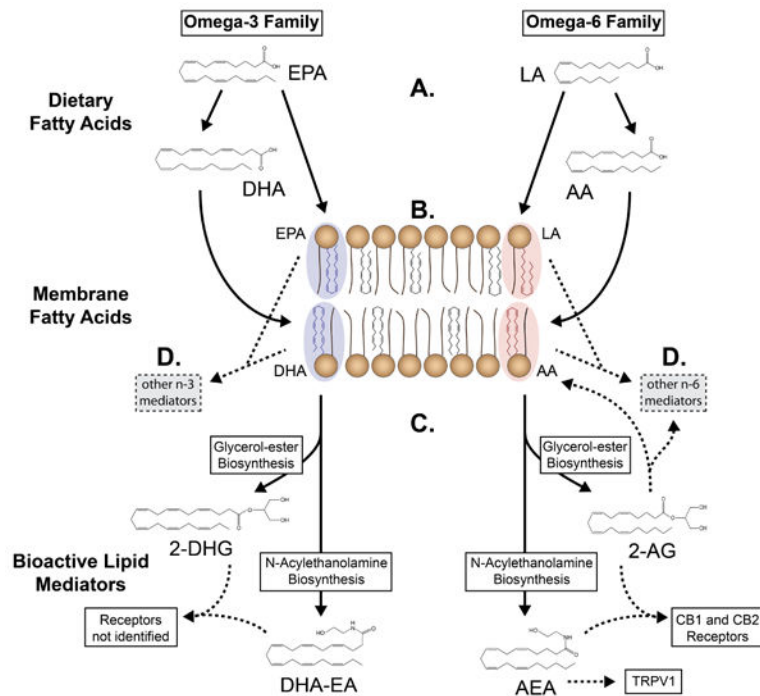 Omega-3 Family
Omega-6 Family
O
OH
EPA
LA
O
OH
A.
Dietary
Fatty Acids
OH
O
DHA
O
OH
AA
B.
EPA
LA
Membrane
Fatty Acids
D.
other n-3
mediators
DHA
AA
D.
other n-6
mediators
C.
Glycerol-ester
Biosynthesis
Glycerol-ester
Biosynthesis
O
O
OH
OH
2-DHG
O
O
OH
OH
2-AG
Bioactive Lipid
Mediators
N-Acylethanolamine
Biosynthesis
N-Acylethanolamine
Biosynthesis
Receptors
not identified
HO
H
N
O
DHA-EA
HO
NH
O
AEA
CB1 and CB2
Receptors
TRPV1